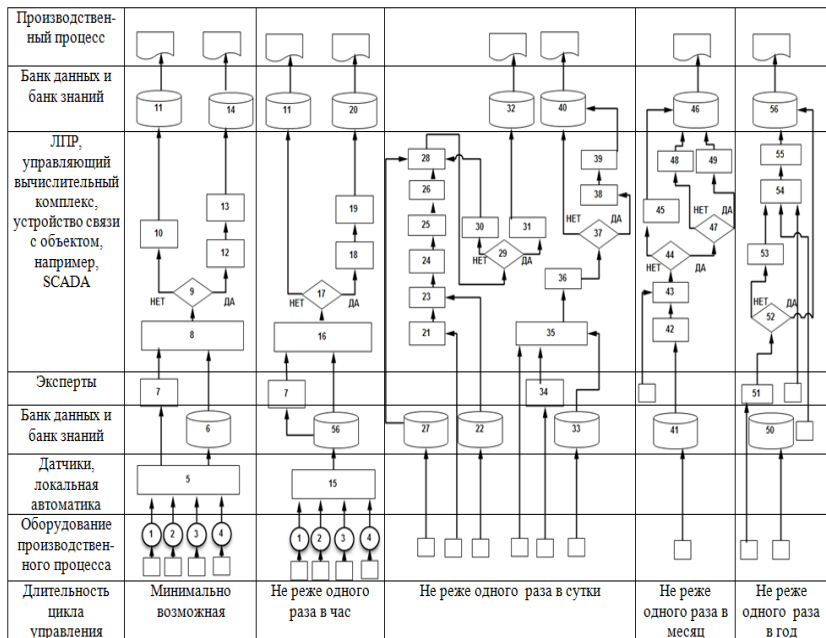 Производствен-
ный процесс
Банк данных и
банк знаний
11
14
11
20
32
40
46
56
ЛПР,
управляющий
вычислительный
комплекс,
устройство связи
с объектом,
например,
SCADA
28
39
48
49
55
26
38
54
13
19
45
10
25
30
31
НЕТ
ДА
37
НЕТ
ДА
47
12
18
24
29
НЕТ
ДА
44
53
36
НЕТ
ДА
9
НЕТ
ДА
17
НЕТ
ДА
23
43
НЕТ
ДА
52
8
16
21
35
42
Эксперты
7
7
34
51
Банк данных и
банк знаний
6
56
27
22
33
41
50
Датчики,
локальная
автоматика
5
15
Оборудование
производствен-
ного процесса
1
2
3
4
1
2
3
4
Длительность
цикла
управления
Минимально
возможная
Не реже одного
раза в час
Не реже одного раза в сутки
Не реже
одного раза в
месяц
Не реже
одного раза
в год